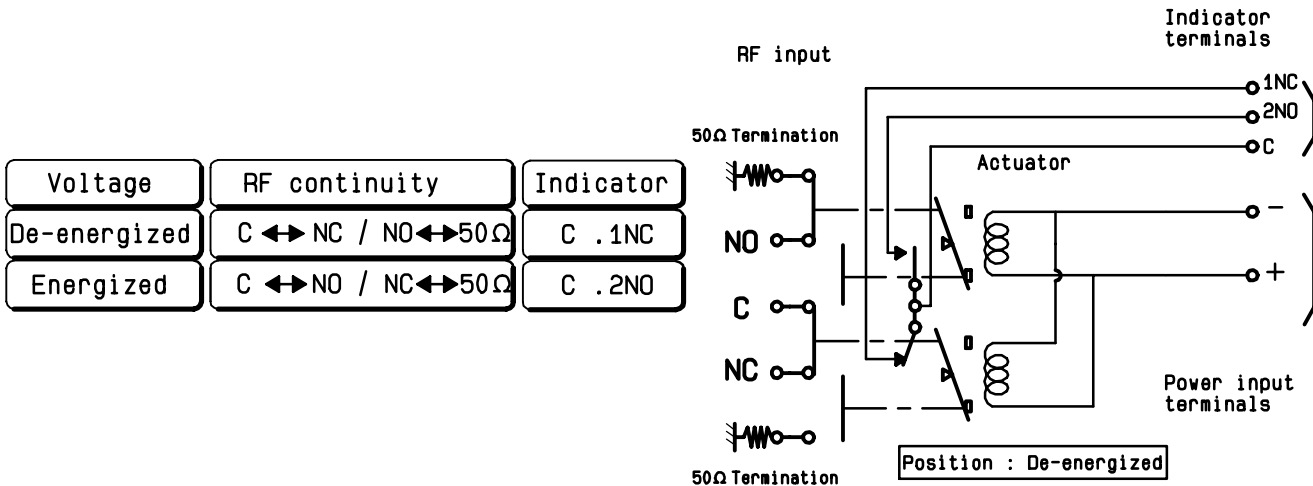 Voltage RF continuity Indicator
De-energized C ↔ NC / NO↔50Ω C .1NC
Energized C ↔ NO / NC↔50Ω C .2NO
Indicator
terminals
RF input
1NC
2NO
C
50Ω Termination
Actuator
NO
−
+
C
NC
Power input
terminals
50Ω Termination
Position : De-energized